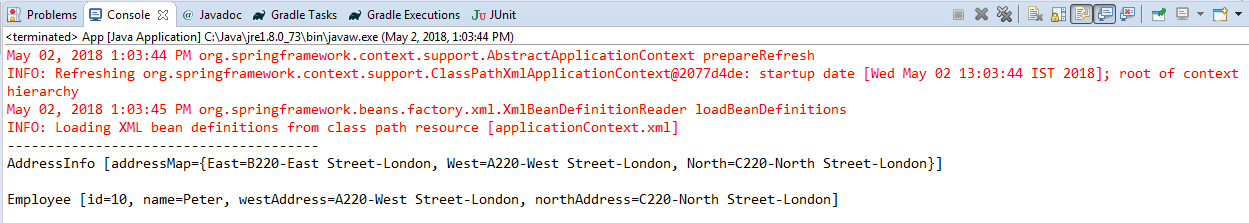 Problems Console @ Javadoc Gradle Tasks Gradle Executions Ju JUnit
<terminated> App [Java Application] C:\Java\jre1.8.0_73\bin\javaw.exe (May 2, 2018, 1:03:44 PM)
May 02, 2018 1:03:44 PM org.springframework.context.support.AbstractApplicationContext prepareRefresh
INFO: Refreshing org.springframework.context.support.ClassPathXmlApplicationContext@2077d4de: startup date [Wed May 02 13:03:44 IST 2018]; root of context
hierarchy
May 02, 2018 1:03:45 PM org.springframework.beans.factory.xml.XmlBeanDefinitionReader loadBeanDefinitions
INFO: Loading XML bean definitions from class path resource [applicationContext.xml]
---------------------------------------
AddressInfo [addressMap={East=B220-East Street-London, West=A220-West Street-London, North=C220-North Street-London}]
Employee [id=10, name=Peter, westAddress=A220-West Street-London, northAddress=C220-North Street-London]